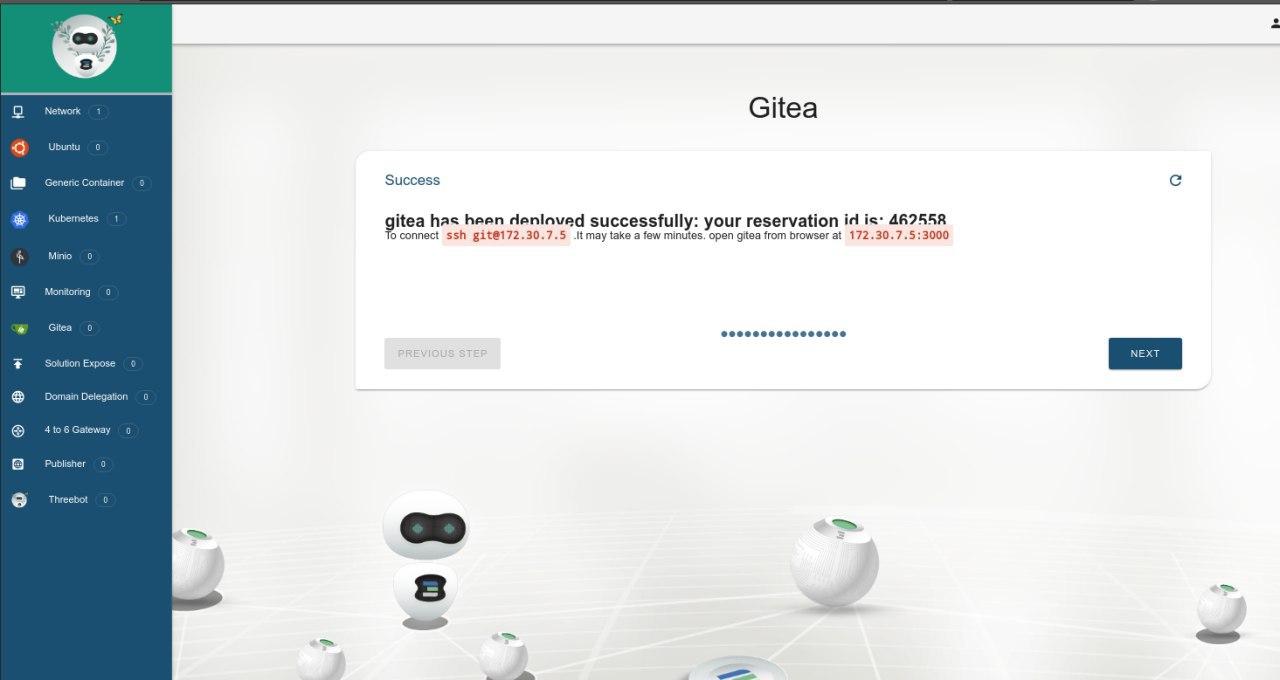 Network 1
Ubuntu 0
Generic Container 0
Kubernetes 1
Minio 0
Monitoring 0
Gitea 0
Solution Expose 0
Domain Delegation 0
4 to 6 Gateway 0
Publisher 0
Threebot 0
Gitea
Success
gitea has been deployed successfully: your reservation id is: 462558
To connect ssh git@172.30.7.5 .It may take a few minutes. open gitea from browser at 172.30.7.5:3000
PREVIOUS STEP
NEXT